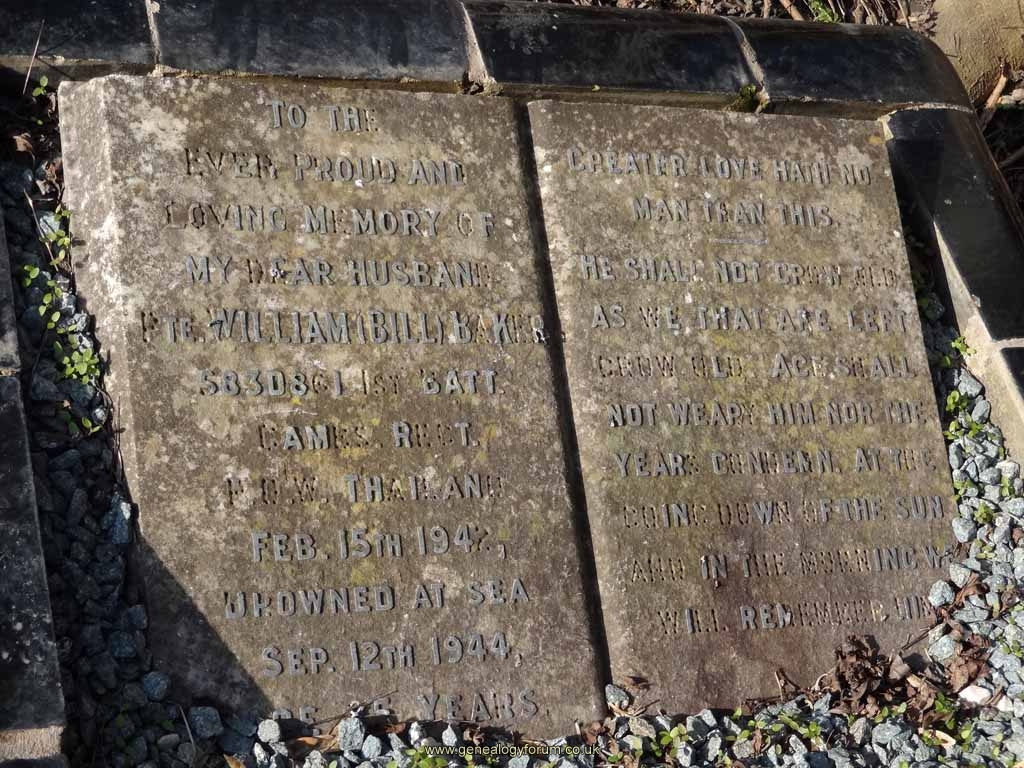 TO THE
EVER PROUD AND
LOVING MEMORY OF
MY DEAR HUSBAND
PTE. WILLIAM (BILL) BAKER.
5830861 1ST BATT.
CAMBS. REGT.
P.O.W. THAILAND
FEB. 15TH 1942,
DROWNED AT SEA
SEP. 12TH 1944,
YEARS.
GREATER LOVE HATH NO
MAN THAN THIS.
HE SHALL NOT GROW OLD
AS WE THAT ARE LEFT
GROW OLD. AGE SHALL
NOT WEARY HIM NOR THE
YEARS CONDEMN. AT THE
GOING DOWN OF THE SUN
AND IN THE MORNING WE
WILL REMEMBER HIM
www.genealogyforum.co.uk